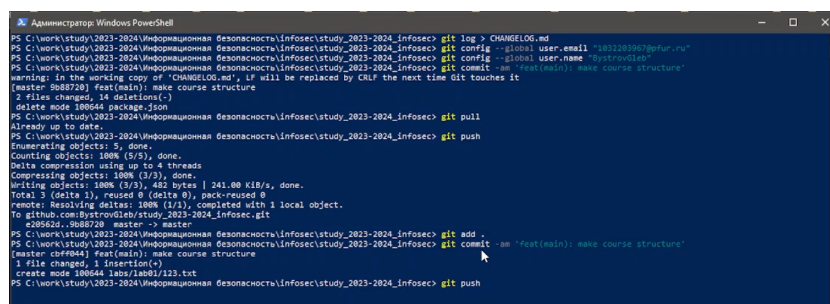 Администратор: Windows PowerShell
PS C:\work\study\2023-2024\Информационная безопасность\infosec\study_2023-2024_infosec> git log > CHANGELOG.md
PS C:\work\study\2023-2024\Информационная безопасность\infosec\study_2023-2024_infosec> git config --global user.email "1032203967@pfur.ru"
PS C:\work\study\2023-2024\Информационная безопасность\infosec\study_2023-2024_infosec> git config --global user.name "BystrovGleb"
PS C:\work\study\2023-2024\Информационная безопасность\infosec\study_2023-2024_infosec> git commit -am 'feat(main): make course structure'
warning: in the working copy of 'CHANGELOG.md', LF will be replaced by CRLF the next time Git touches it
[master 9b88720] feat(main): make course structure
2 files changed, 14 deletions(-)
delete mode 100644 package.json
PS C:\work\study\2023-2024\Информационная безопасность\infosec\study_2023-2024_infosec> git pull
Already up to date.
PS C:\work\study\2023-2024\Информационная безопасность\infosec\study_2023-2024_infosec> git push
Enumerating objects: 5, done.
Counting objects: 100% (5/5), done.
Delta compression using up to 4 threads
Compressing objects: 100% (3/3), done.
Writing objects: 100% (3/3), 482 bytes | 241.00 KiB/s, done.
Total 3 (delta 1), reused 0 (delta 0), pack-reused 0
remote: Resolving deltas: 100% (1/1), completed with 1 local object.
To github.com:BystrovGleb/study_2023-2024_infosec.git
e20562d..9b88720 master -> master
PS C:\work\study\2023-2024\Информационная безопасность\infosec\study_2023-2024_infosec> git add .
PS C:\work\study\2023-2024\Информационная безопасность\infosec\study_2023-2024_infosec> git commit -am 'feat(main): make course structure'
[master cbff044] feat(main): make course structure
1 file changed, 1 insertion(+)
create mode 100644 labs/lab01/123.txt
PS C:\work\study\2023-2024\Информационная безопасность\infosec\study_2023-2024_infosec> git push